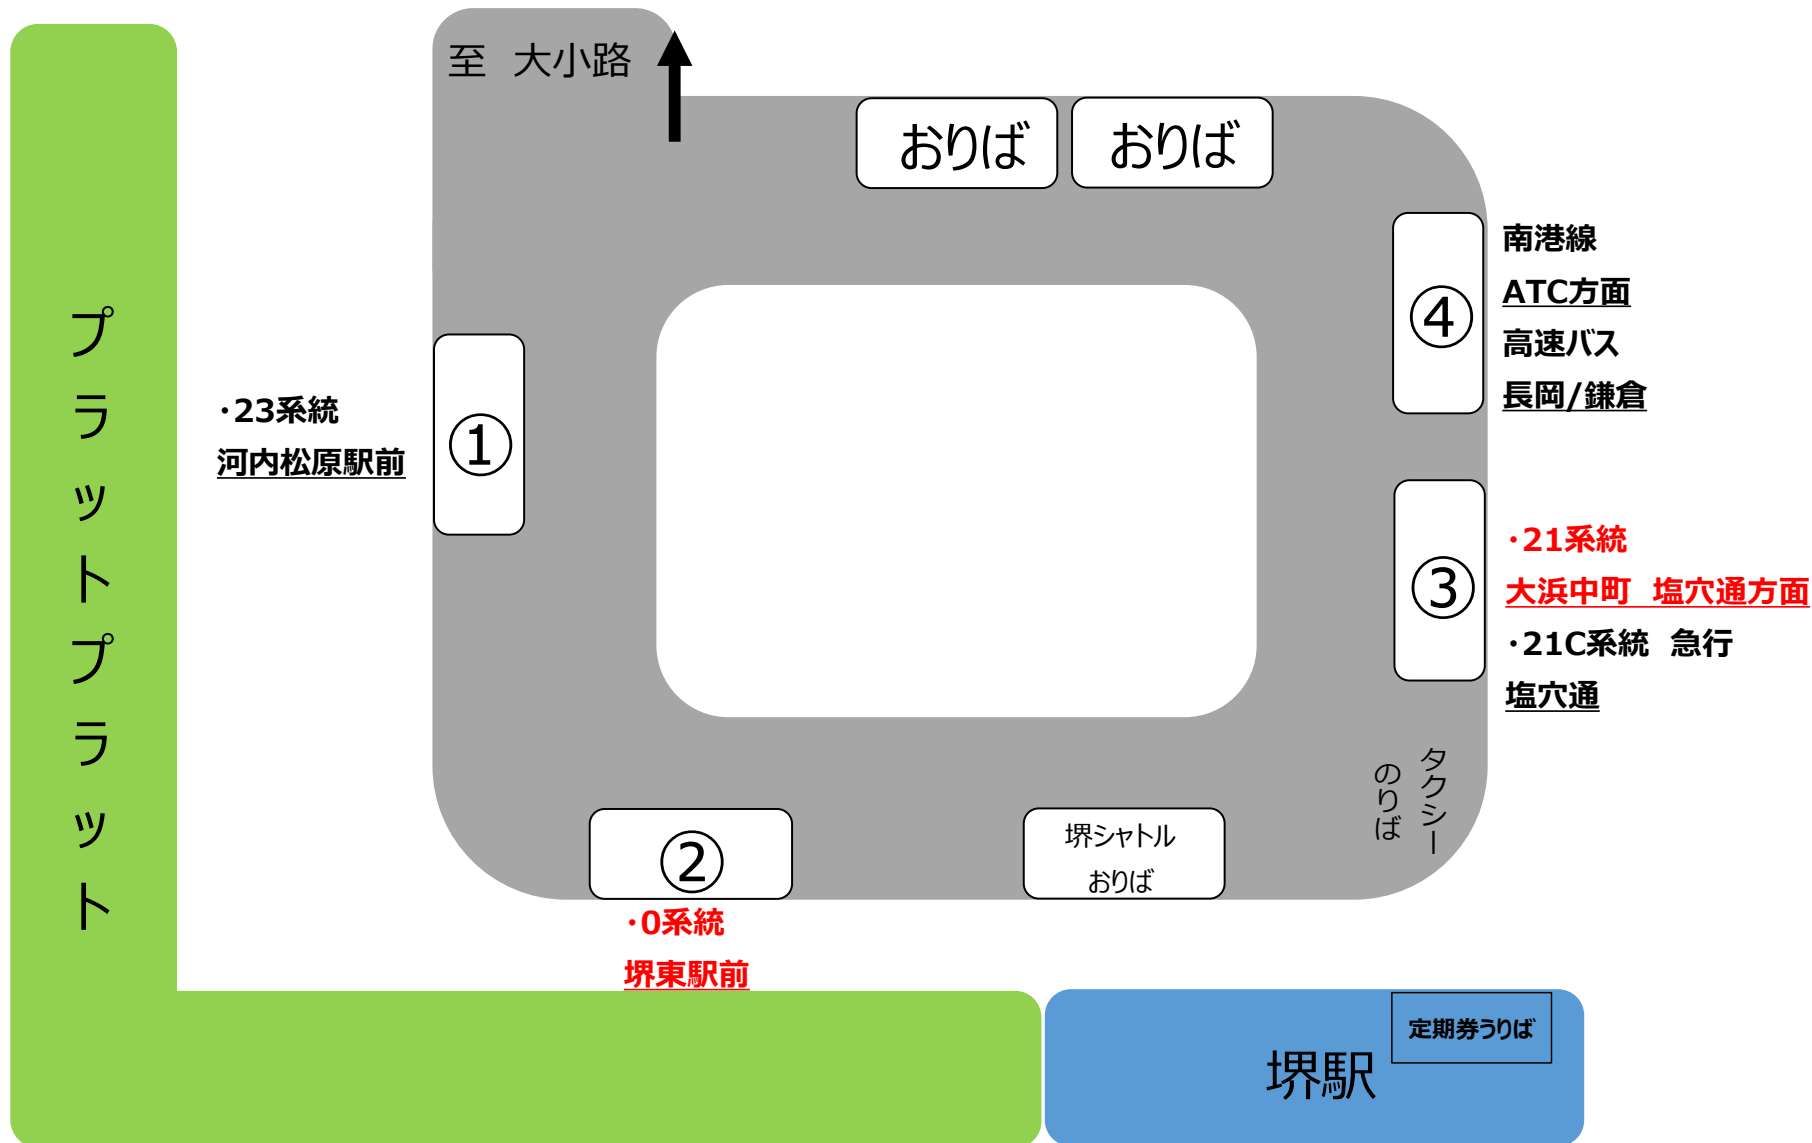 至 大小路
おりば
おりば
④
南港線
ATC方面
高速バス
長岡/鎌倉
プラットプラット
・23系統
河内松原駅前
①
③
・21系統
大浜中町 塩穴通方面
・21C系統 急行
塩穴通
タクシー
のりば
②
・0系統
堺東駅前
堺シャトル
おりば
定期券うりば
堺駅